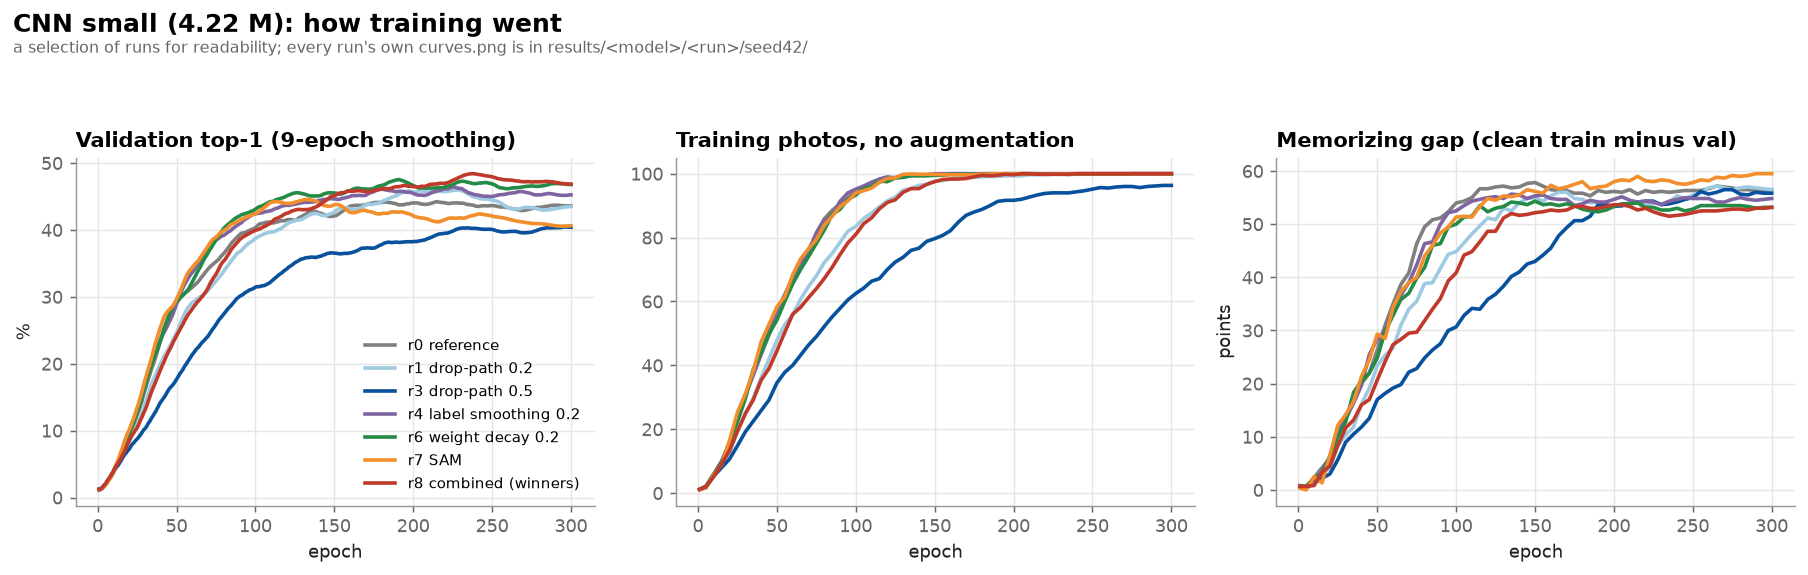 CNN small (4.22 M): how training went
a selection of runs for readability; every run's own curves.png is in results/<model>/<run>/seed42/
Validation top-1 (9-epoch smoothing)
%
50
40
30
20
10
0
r0 reference
r1 drop-path 0.2
r3 drop-path 0.5
r4 label smoothing 0.2
r6 weight decay 0.2
r7 SAM
r8 combined (winners)
0 50 100 150 200 250 300
epoch
Training photos, no augmentation
100
80
60
40
20
0
0 50 100 150 200 250 300
epoch
Memorizing gap (clean train minus val)
points
60
50
40
30
20
10
0
0 50 100 150 200 250 300
epoch